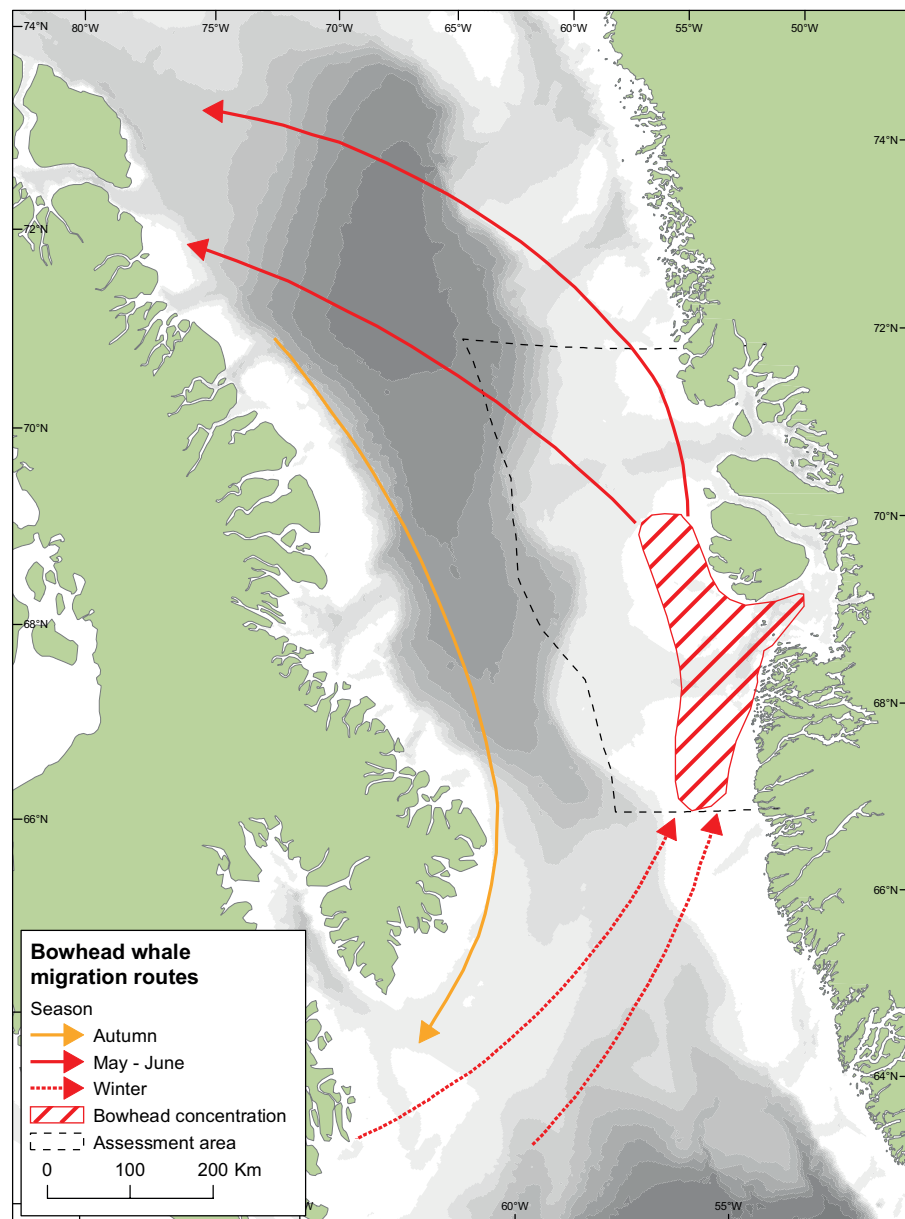 74°N
80°W
75°W
70°W
65°W
60°W
55°W
50°W
74°N
72°N
72°N
70°N
70°N
68°N
68°N
66°N
66°N
64°N
Bowhead whale
migration routes
Season
Autumn
May - June
Winter
Bowhead concentration
Assessment area
0 100 200 Km
W
60°W
55°W